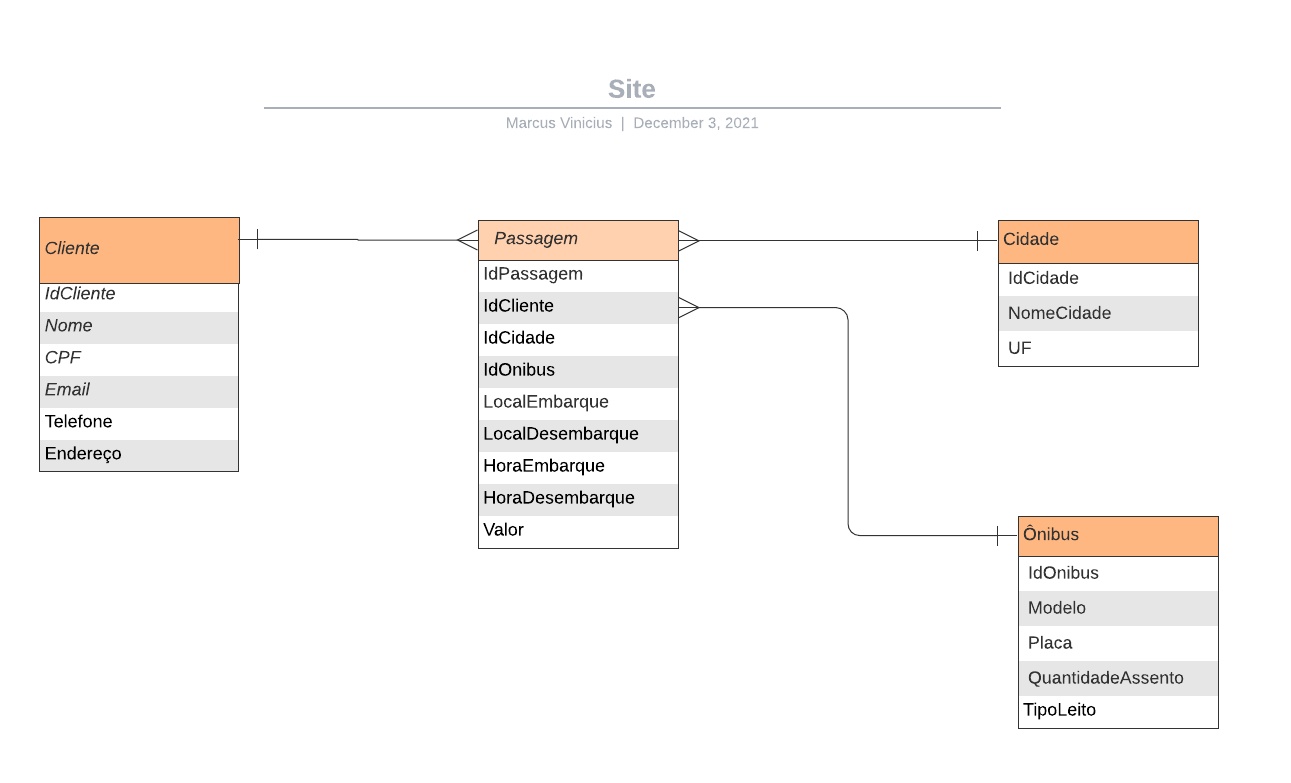 Site
Marcus Vinicius | December 3, 2021
Cliente
IdCliente
Nome
CPF
Email
Telefone
Endereço
Passagem
IdPassagem
IdCliente
IdCidade
IdOnibus
LocalEmbarque
LocalDesembarque
HoraEmbarque
HoraDesembarque
Valor
Cidade
IdCidade
NomeCidade
UF
Ônibus
IdOnibus
Modelo
Placa
QuantidadeAssento
TipoLeito